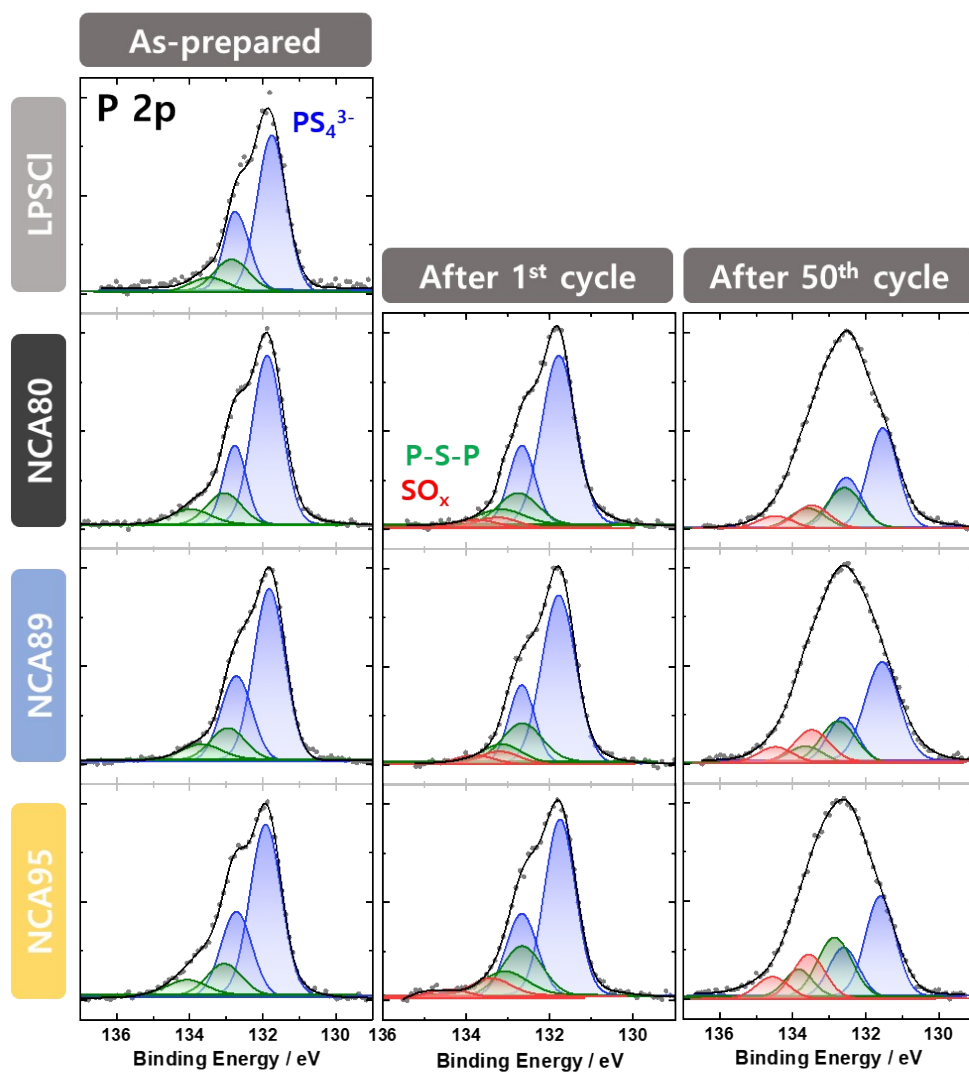 As-prepared
LPSCl
P 2p
PS₄³⁻
After 1ˢᵗ cycle
After 50ᵗʰ cycle
NCA80
P-S-P
SOₓ
NCA89
NCA95
136 134 132 130
136 134 132 130
136 134 132 130
Binding Energy / eV
Binding Energy / eV
Binding Energy / eV